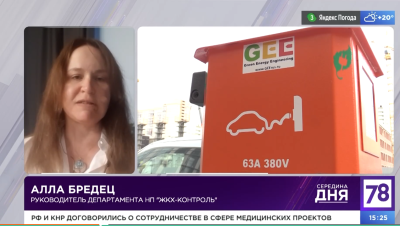 Яндекс Погода
+20°
GEE
Green Energy Engineering
63A 380V
АЛЛА БРЕДЕЦ
РУКОВОДИТЕЛЬ ДЕПАРТАМЕНТА НП "ЖКХ-КОНТРОЛЬ"
СЕРЕДИНА
ДНЯ
78
РФ И КНР ДОГОВОРИЛИСЬ О СОТРУДНИЧЕСТВЕ В СФЕРЕ МЕДИЦИНСКИХ ПРОЕКТОВ
15:25